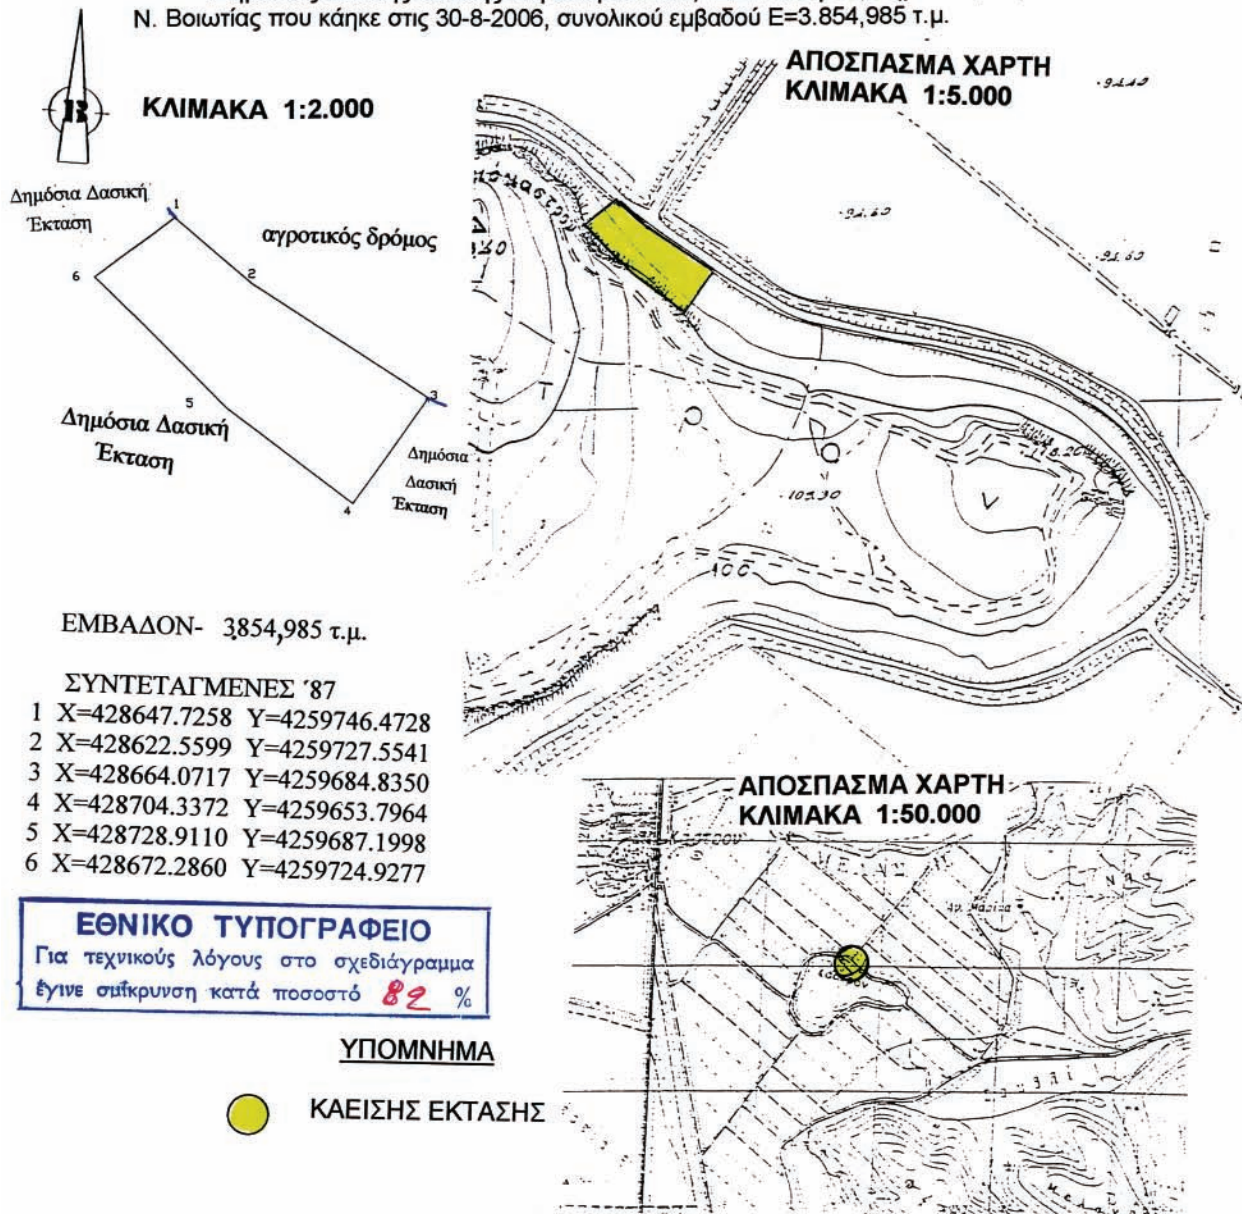 Ν. Βοιωτίας που κάηκε στις 30-8-2006, συνολικού εμβαδού Ε=3.854,985 τ.μ.
Β
ΚΛΙΜΑΚΑ 1:2.000
ΑΠΟΣΠΑΣΜΑ ΧΑΡΤΗ
ΚΛΙΜΑΚΑ 1:5.000
Δημόσια Δασική
Έκταση
1
αγροτικός δρόμος
6
2
3
5
Δημόσια Δασική
Έκταση
Δημόσια
Δασική
Έκταση
4
100
ΕΜΒΑΔΟΝ- 3.854,985 τ.μ.
ΣΥΝΤΕΤΑΓΜΕΝΕΣ ΄87
1 Χ=428647.7258 Υ=4259746.4728
2 Χ=428622.5599 Υ=4259727.5541
3 Χ=428664.0717 Υ=4259684.8350
4 Χ=428704.3372 Υ=4259653.7964
5 Χ=428728.9110 Υ=4259687.1998
6 Χ=428672.2860 Υ=4259724.9277
ΑΠΟΣΠΑΣΜΑ ΧΑΡΤΗ
ΚΛΙΜΑΚΑ 1:50.000
ΕΘΝΙΚΟ ΤΥΠΟΓΡΑΦΕΙΟ
Για τεχνικούς λόγους στο σχεδιάγραμμα
έγινε σμίκρυνση κατά ποσοστό 82 %
ΥΠΟΜΝΗΜΑ
ΚΑΕΙΣΗΣ ΕΚΤΑΣΗΣ